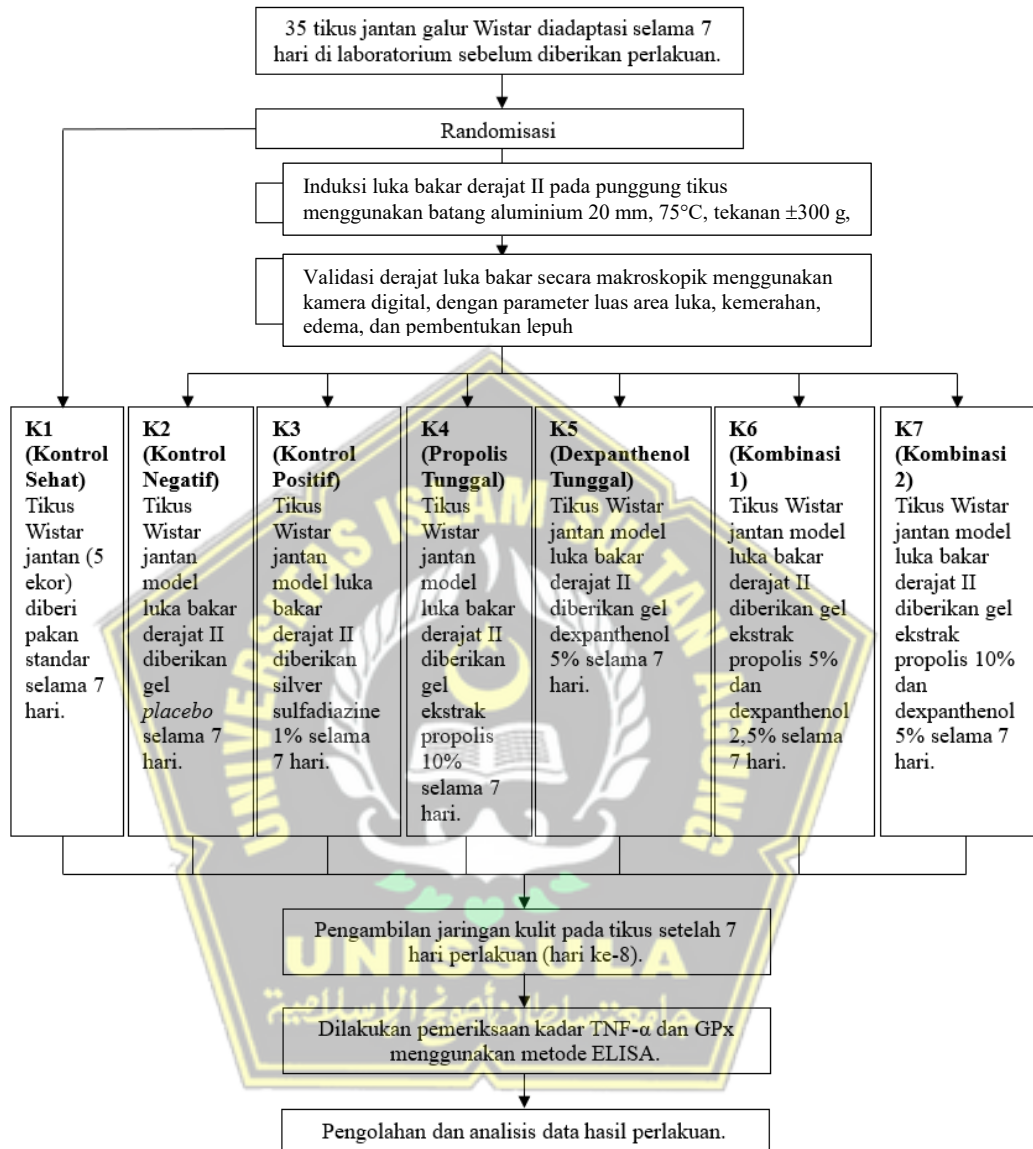 35 tikus jantan galur Wistar diadaptasi selama 7
hari di laboratorium sebelum diberikan perlakuan.
Randomisasi
Induksi luka bakar derajat II pada punggung tikus
menggunakan batang aluminium 20 mm, 75°C, tekanan ±300 g,
Validasi derajat luka bakar secara makroskopik menggunakan
kamera digital, dengan parameter luas area luka, kemerahan,
edema, dan pembentukan lepuh
K1
(Kontrol
Sehat)
Tikus
Wistar
jantan (5
ekor)
diberi
pakan
standar
selama 7
hari.
K2
(Kontrol
Negatif)
Tikus
Wistar
jantan
model
luka bakar
derajat II
diberikan
gel
placebo
selama 7
hari.
K3
(Kontrol
Positif)
Tikus
Wistar
jantan
model luka
bakar
derajat II
diberikan
silver
sulfadiazine
1% selama
7 hari.
K4
(Propolis
Tunggal)
Tikus
Wistar
jantan
model
luka bakar
derajat II
diberikan
gel
ekstrak
propolis
10%
selama 7
hari.
K5
(Dexpanthenol
Tunggal)
Tikus Wistar
jantan model
luka bakar
derajat II
diberikan gel
dexpanthenol
5% selama 7
hari.
K6
(Kombinasi
1)
Tikus Wistar
jantan model
luka bakar
derajat II
diberikan gel
ekstrak
propolis 5%
dan
dexpanthenol
2,5% selama
7 hari.
K7
(Kombinasi
2)
Tikus Wistar
jantan model
luka bakar
derajat II
diberikan gel
ekstrak
propolis 10%
dan
dexpanthenol
5% selama 7
hari.
UNIVERSITAS ISLAM SULTAN AGUNG
Pengambilan jaringan kulit pada tikus setelah 7
hari perlakuan (hari ke-8).
UNISSULA
جامعتسلطان أجونج الإسلامية
Dilakukan pemeriksaan kadar TNF-α dan GPx
menggunakan metode ELISA.
Pengolahan dan analisis data hasil perlakuan.